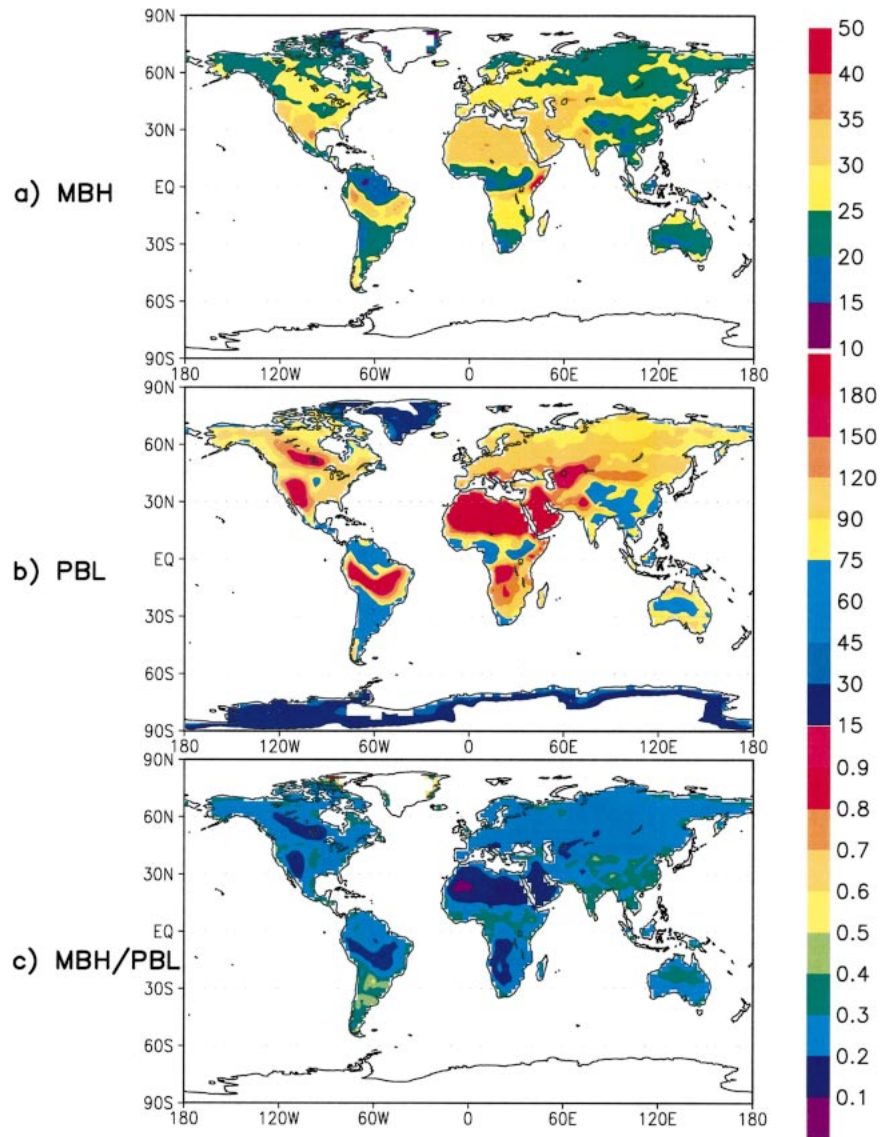 90N
60N
30N
EQ
30S
60S
90S
180 120W 60W 0 60E 120E 180
a) MBH
50
40
35
30
25
20
15
10
90N
60N
30N
EQ
30S
60S
90S
180 120W 60W 0 60E 120E 180
b) PBL
180
150
120
90
75
60
45
30
15
90N
60N
30N
EQ
30S
60S
90S
180 120W 60W 0 60E 120E 180
c) MBH/PBL
0.9
0.8
0.7
0.6
0.5
0.4
0.3
0.2
0.1